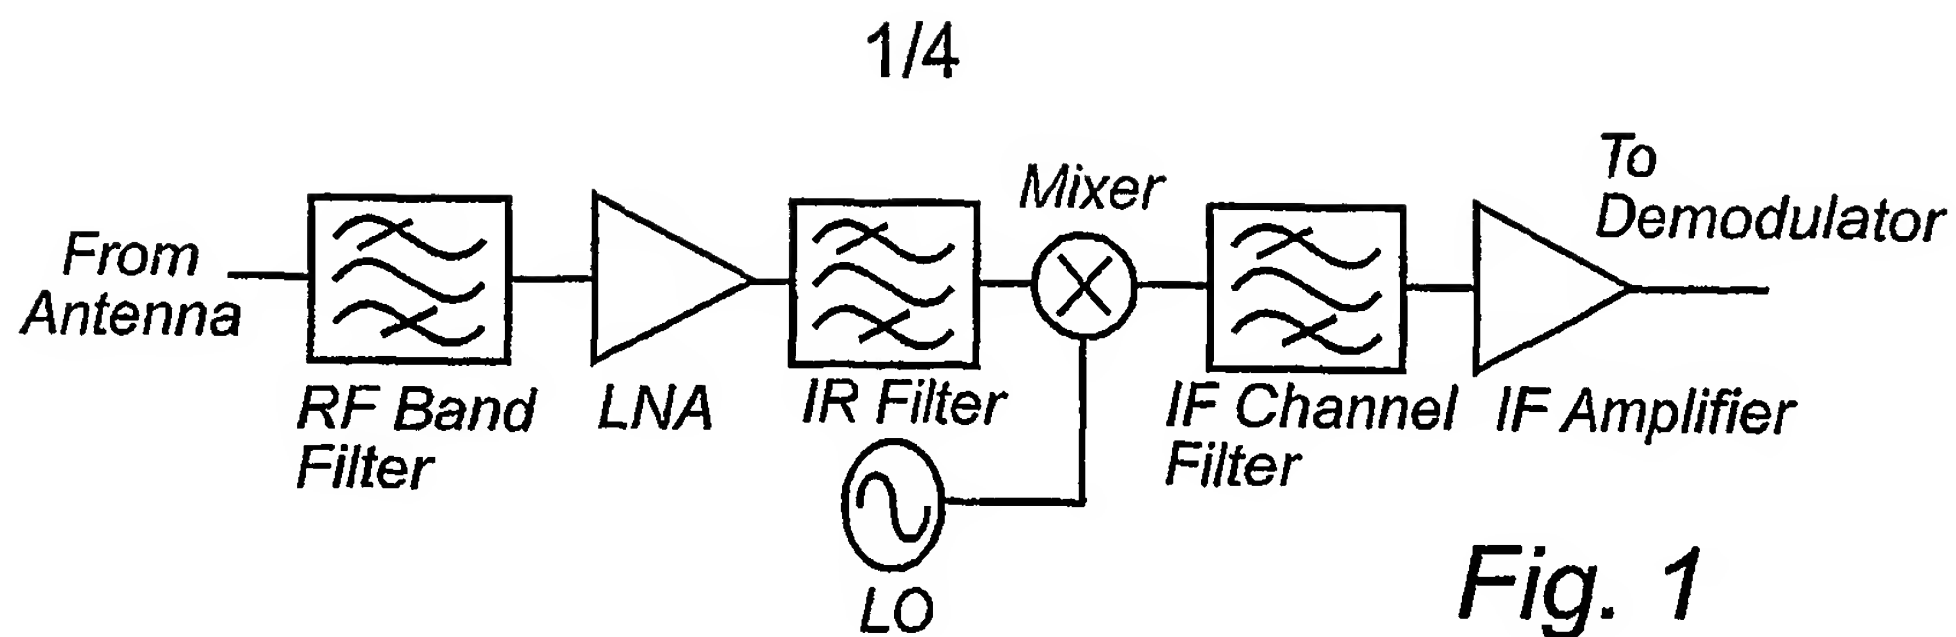 1/4
From
Antenna
RF Band
Filter
LNA
IR Filter
Mixer
LO
IF Channel
Filter
IF Amplifier
To
Demodulator
Fig. 1